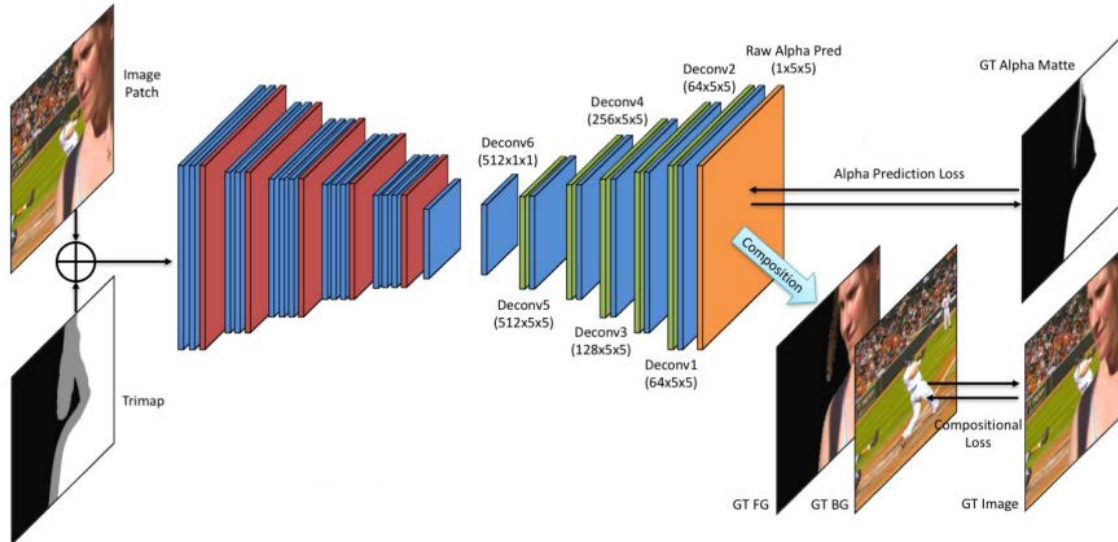 Image
Patch
Trimap
Deconv6
(512x1x1)
Deconv5
(512x5x5)
Deconv4
(256x5x5)
Deconv3
(128x5x5)
Deconv2
(64x5x5)
Deconv1
(64x5x5)
Raw Alpha Pred
(1x5x5)
GT Alpha Matte
Alpha Prediction Loss
Composition
Compositional
Loss
GT FG
GT BG
GT Image